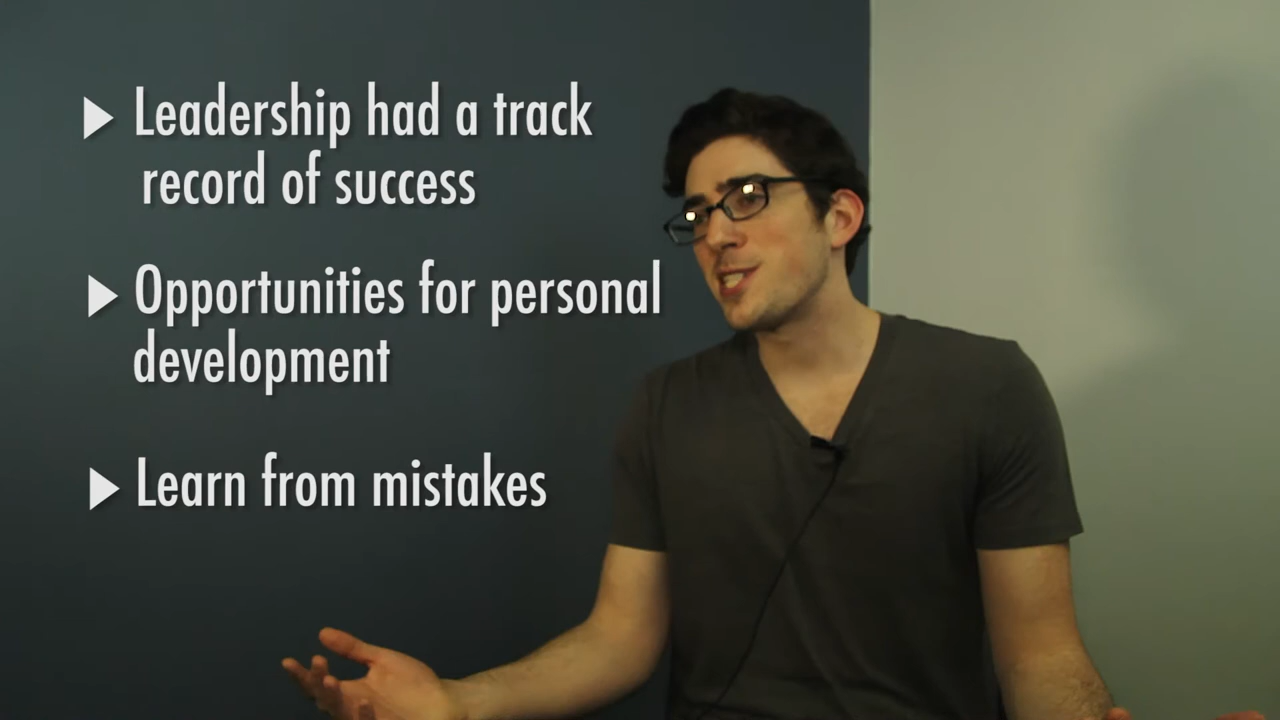 Leadership had a track
record of success
Opportunities for personal
development
Learn from mistakes